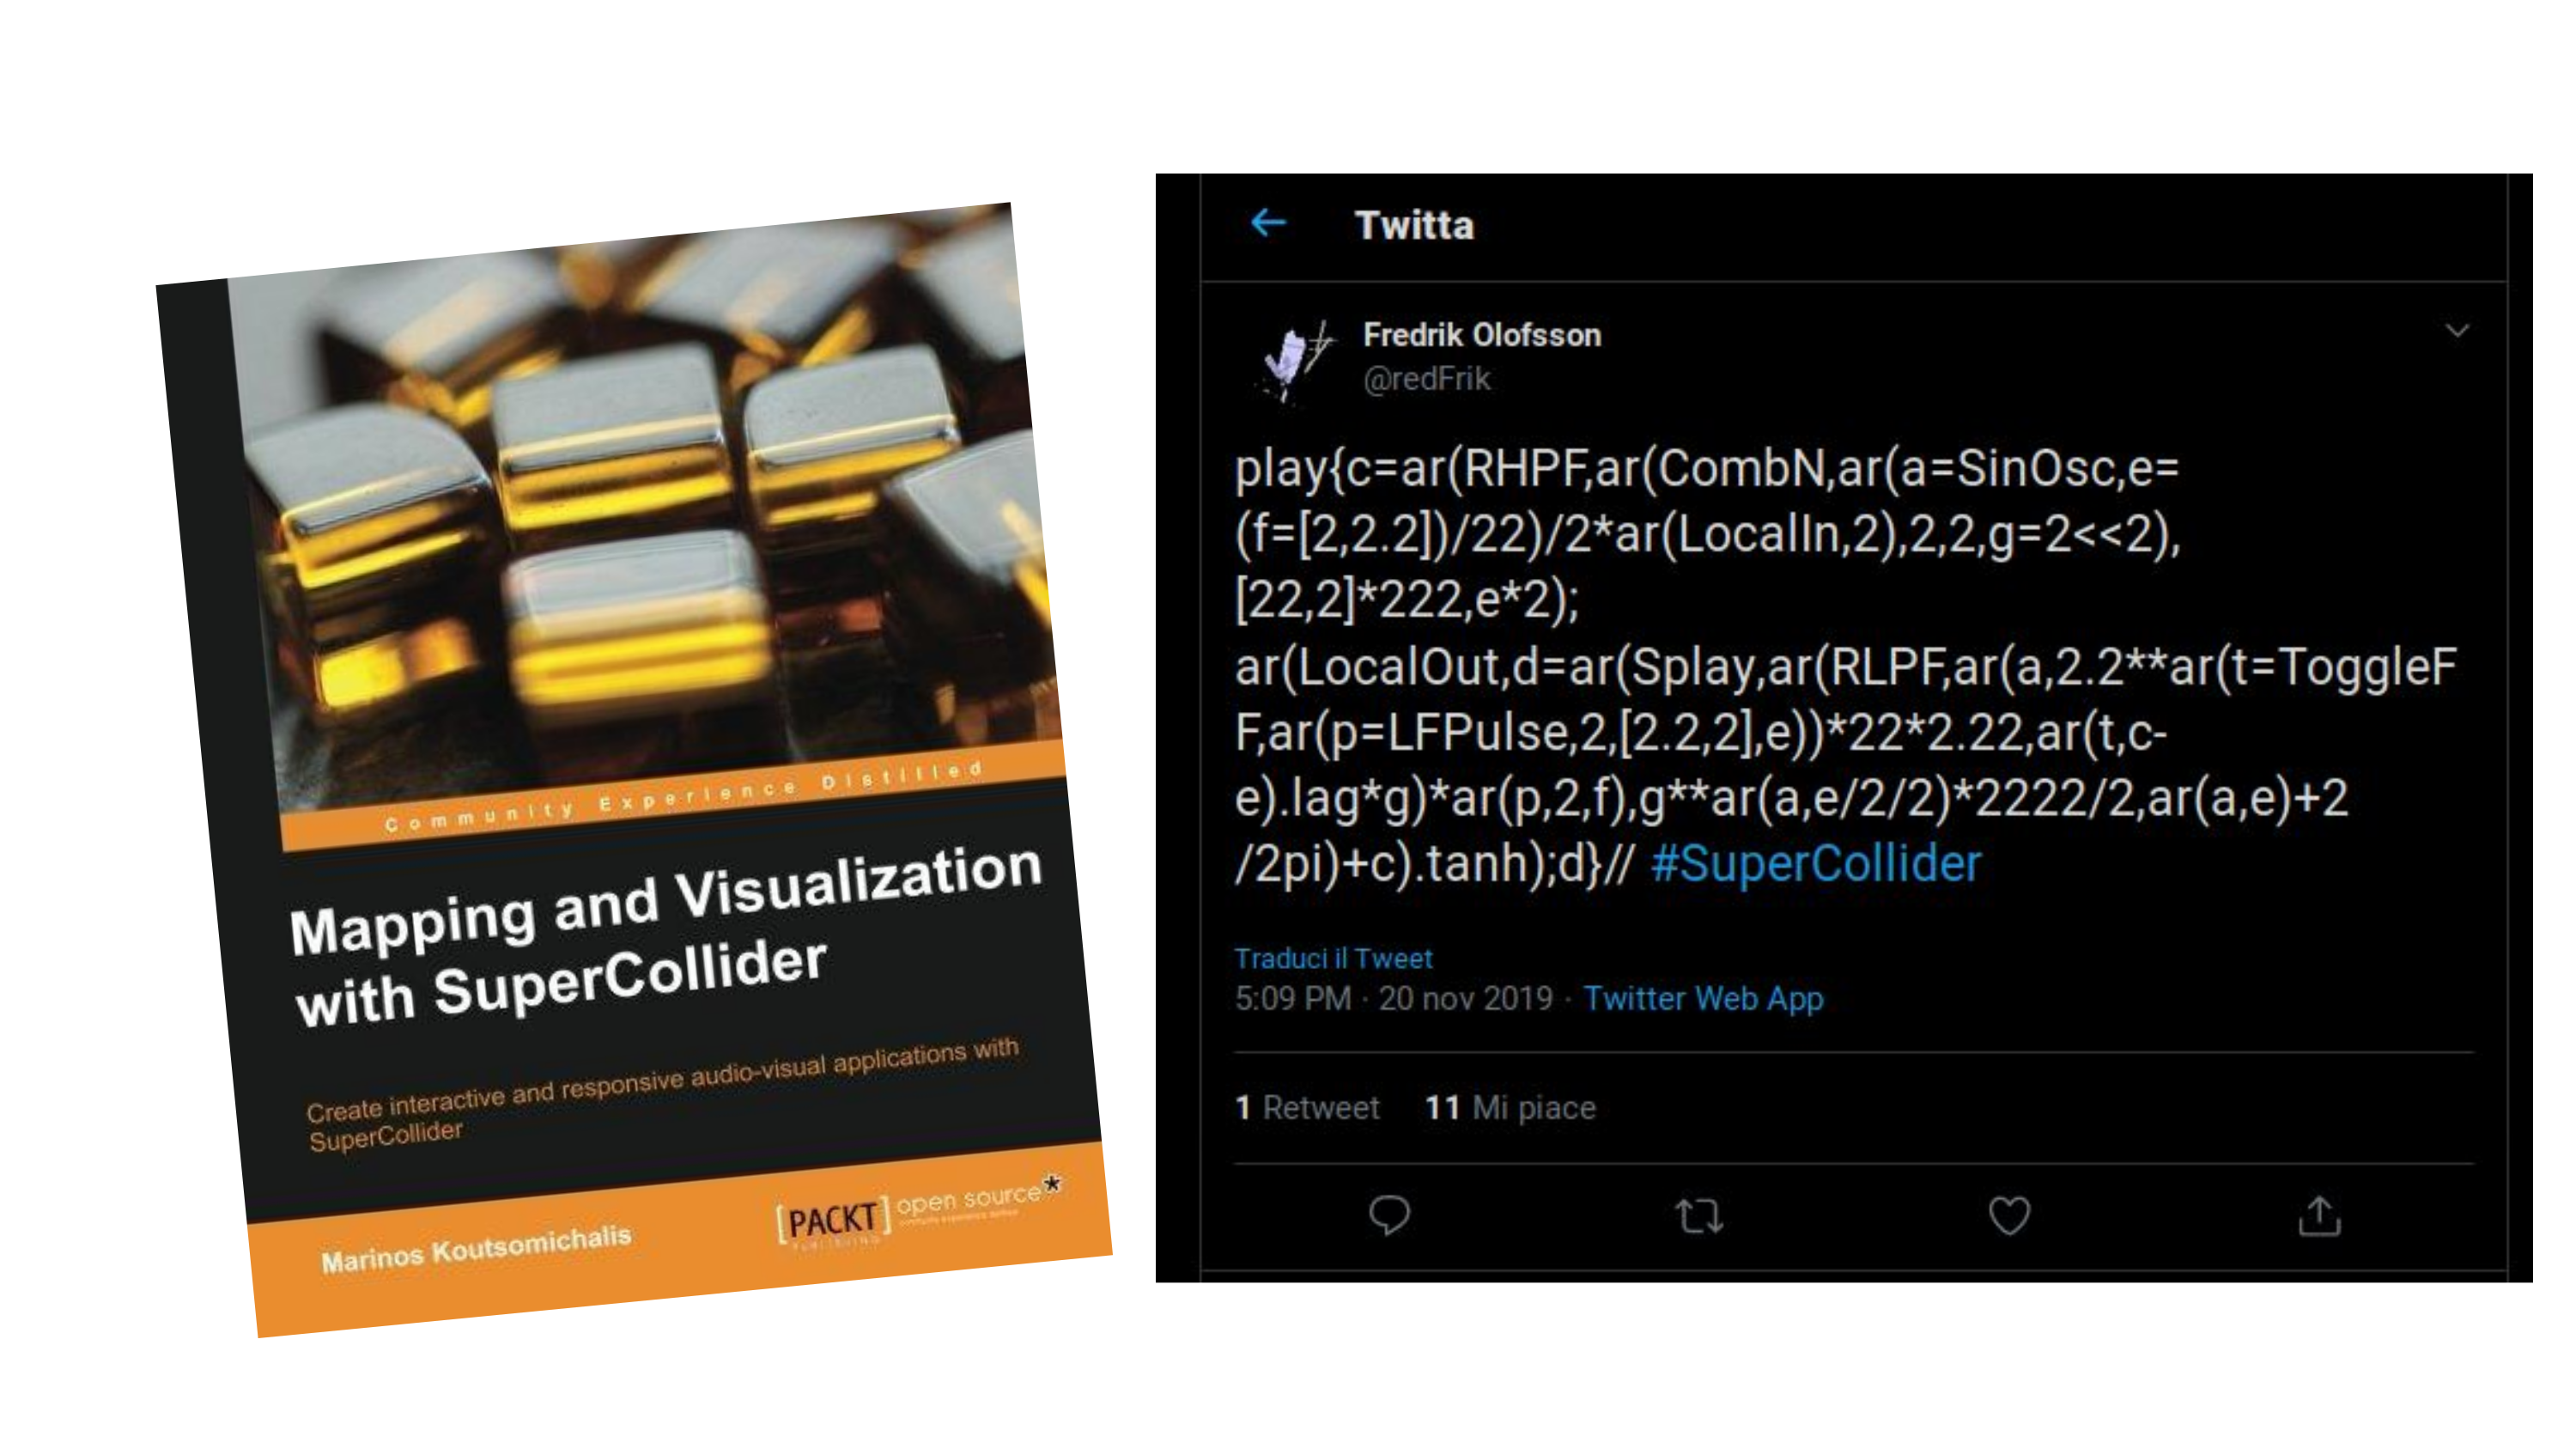 Community Experience Distilled
Mapping and Visualization
with SuperCollider
Create interactive and responsive audio-visual applications with
SuperCollider
Marinos Koutsomichalis
[PACKT] open source*
PUBLISHING
community experience distilled
Twitta
Fredrik Olofsson
@redFrik
play{c=ar(RHPF,ar(CombN,ar(a=SinOsc,e=
(f=[2,2.2])/22)/2*ar(LocalIn,2),2,2,g=2<<2),
[22,2]*222,e*2);
ar(LocalOut,d=ar(Splay,ar(RLPF,ar(a,2.2**ar(t=ToggleF
F,ar(p=LFPulse,2,[2.2,2],e))*22*2.22,ar(t,c-
e).lag*g)*ar(p,2,f),g**ar(a,e/2/2)*2222/2,ar(a,e)+2
/2pi)+c).tanh);d}// #SuperCollider
Traduci il Tweet
5:09 PM · 20 nov 2019 · Twitter Web App
1 Retweet 11 Mi piace